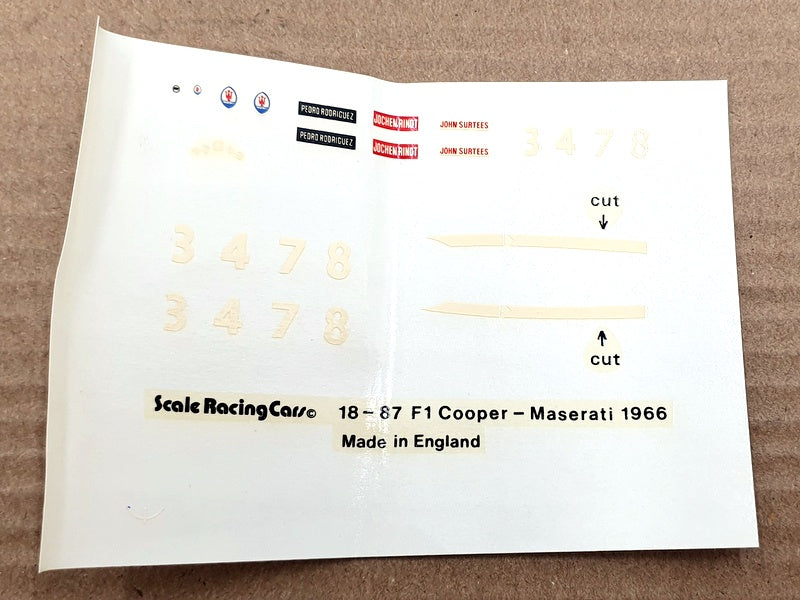 PEDRO RODRIGUEZ JOCHEN RINDT JOHN SURTEES
PEDRO RODRIGUEZ JOCHEN RINDT JOHN SURTEES
3 4 7 8
cut
3 4 7 8
3 4 7 8
cut
Scale Racing Cars© 18-87 F1 Cooper-Maserati 1966
Made in England